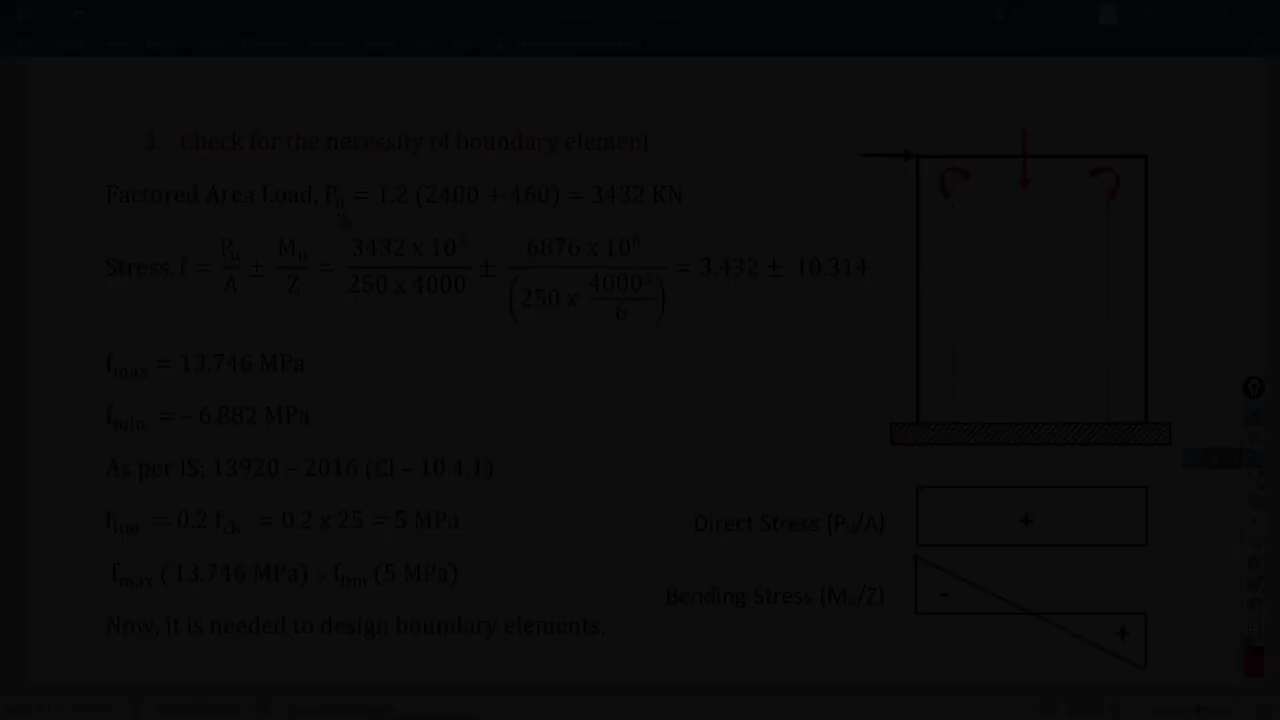 Check for the necessity of boundary element
Factored Area Load, Pu = 1.2 (2400 + 460) = 3432 KN
Stress, f = Pu/A ± Mu/Z = 3432 x 10³ / 250 x 4000 ± 6876 x 10⁶ / (250 x 4000²/6) = 3.432 ± 10.314
fmax = 13.746 MPa
fmin = – 6.882 MPa
As per IS: 13920 – 2016 (Cl – 10.4.1)
flim = 0.2 fck = 0.2 x 25 = 5 MPa
Direct Stress (Pu/A)
+
fmax ( 13.746 MPa) > flim (5 MPa)
Bending Stress (Mu/Z)
-
+
Now, it is needed to design boundary elements.